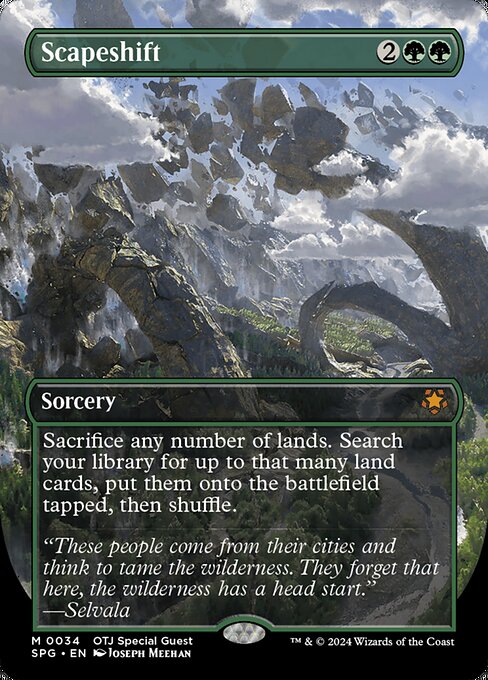 Scapeshift 2
Sorcery
Sacrifice any number of lands. Search
your library for up to that many land
cards, put them onto the battlefield
tapped, then shuffle.
“These people come from their cities and
think to tame the wilderness. They forget that
here, the wilderness has a head start.”
—Selvala
M 0034 OTJ Special Guest
SPG • EN Joseph Meehan
™ & © 2024 Wizards of the Coast